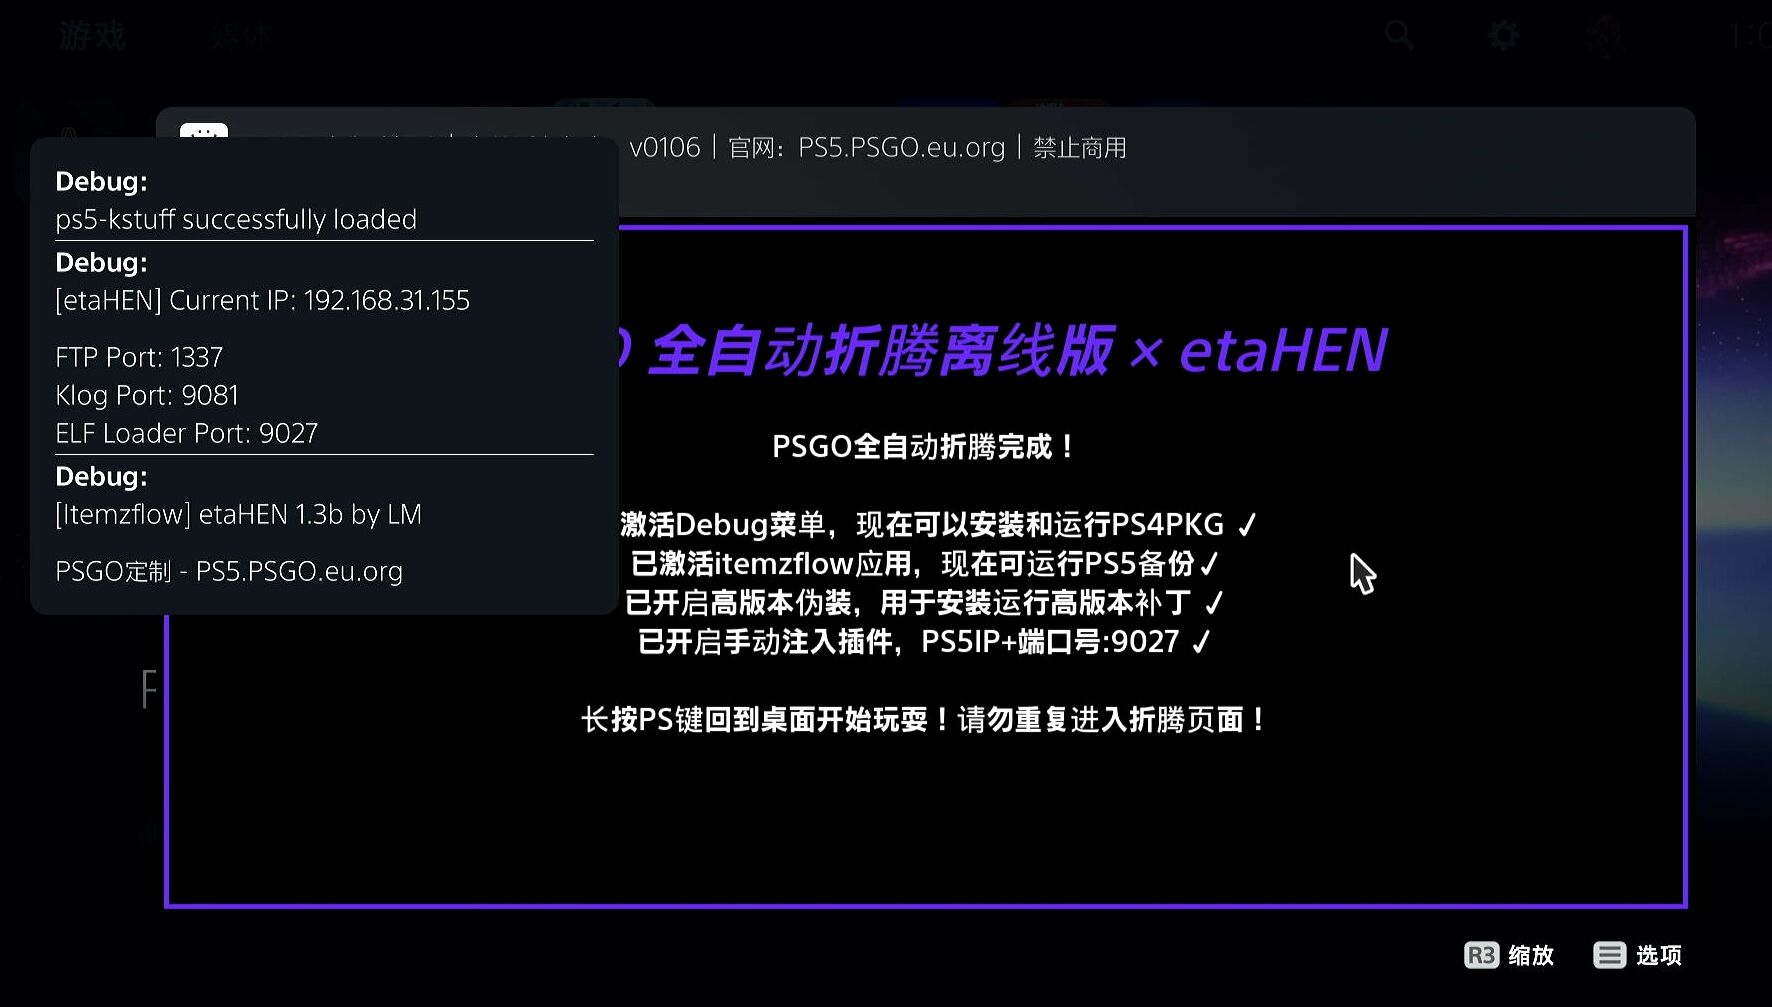 游戏
媒体
v0106 | 官网：PS5.PSGO.eu.org | 禁止商用
Debug:
ps5-kstuff successfully loaded
Debug:
[etaHEN] Current IP: 192.168.31.155
FTP Port: 1337
Klog Port: 9081
ELF Loader Port: 9027
Debug:
[Itemzflow] etaHEN 1.3b by LM
PSGO定制 - PS5.PSGO.eu.org
全自动折腾离线版 × etaHEN
PSGO全自动折腾完成！
激活Debug菜单，现在可以安装和运行PS4PKG ✓
已激活itemzflow应用，现在可运行PS5备份✓
已开启高版本伪装，用于安装运行高版本补丁 ✓
已开启手动注入插件，PS5IP+端口号:9027 ✓
长按PS键回到桌面开始玩耍！请勿重复进入折腾页面！
R3 缩放
选项